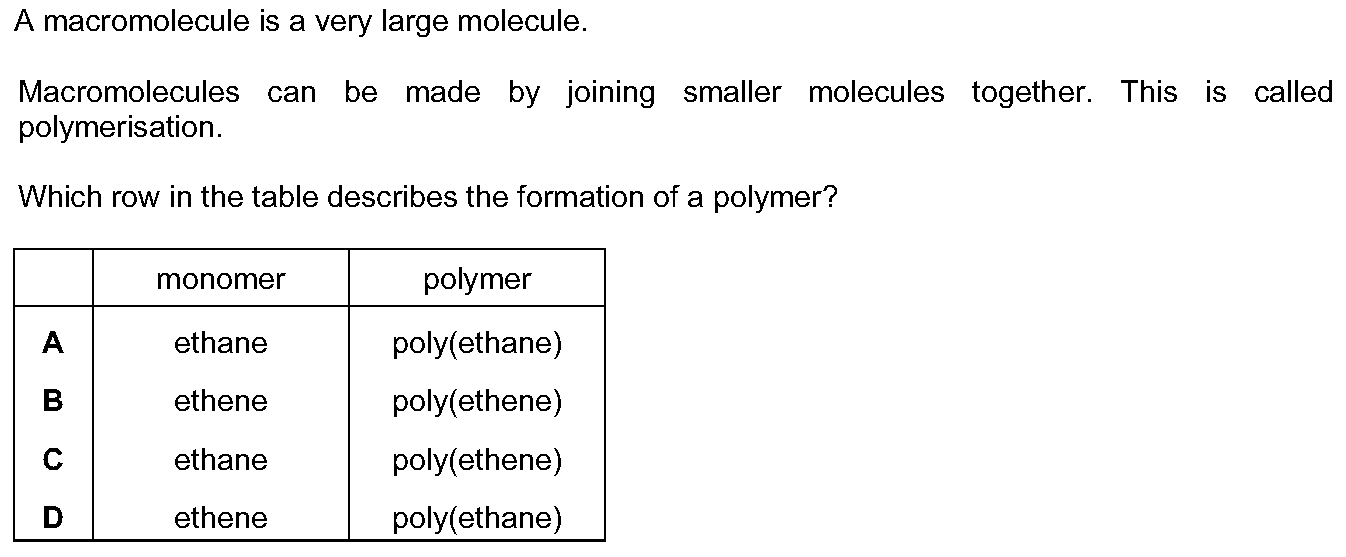 A macromolecule is a very large molecule.
Macromolecules can be made by joining smaller molecules together. This is called
polymerisation.
Which row in the table describes the formation of a polymer?
monomer polymer
A ethane poly(ethane)
B ethene poly(ethene)
C ethane poly(ethene)
D ethene poly(ethane)